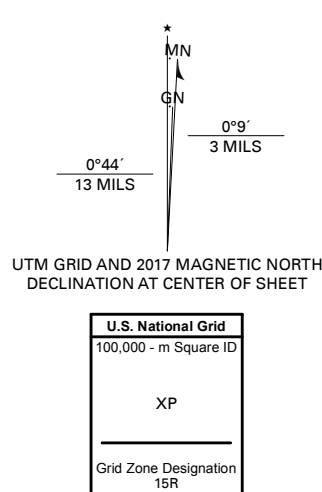 ★
MN
GN
0°9´
3 MILS
0°44´
13 MILS
UTM GRID AND 2017 MAGNETIC NORTH
DECLINATION AT CENTER OF SHEET
U.S. National Grid
100,000 - m Square ID
XP
Grid Zone Designation
15R